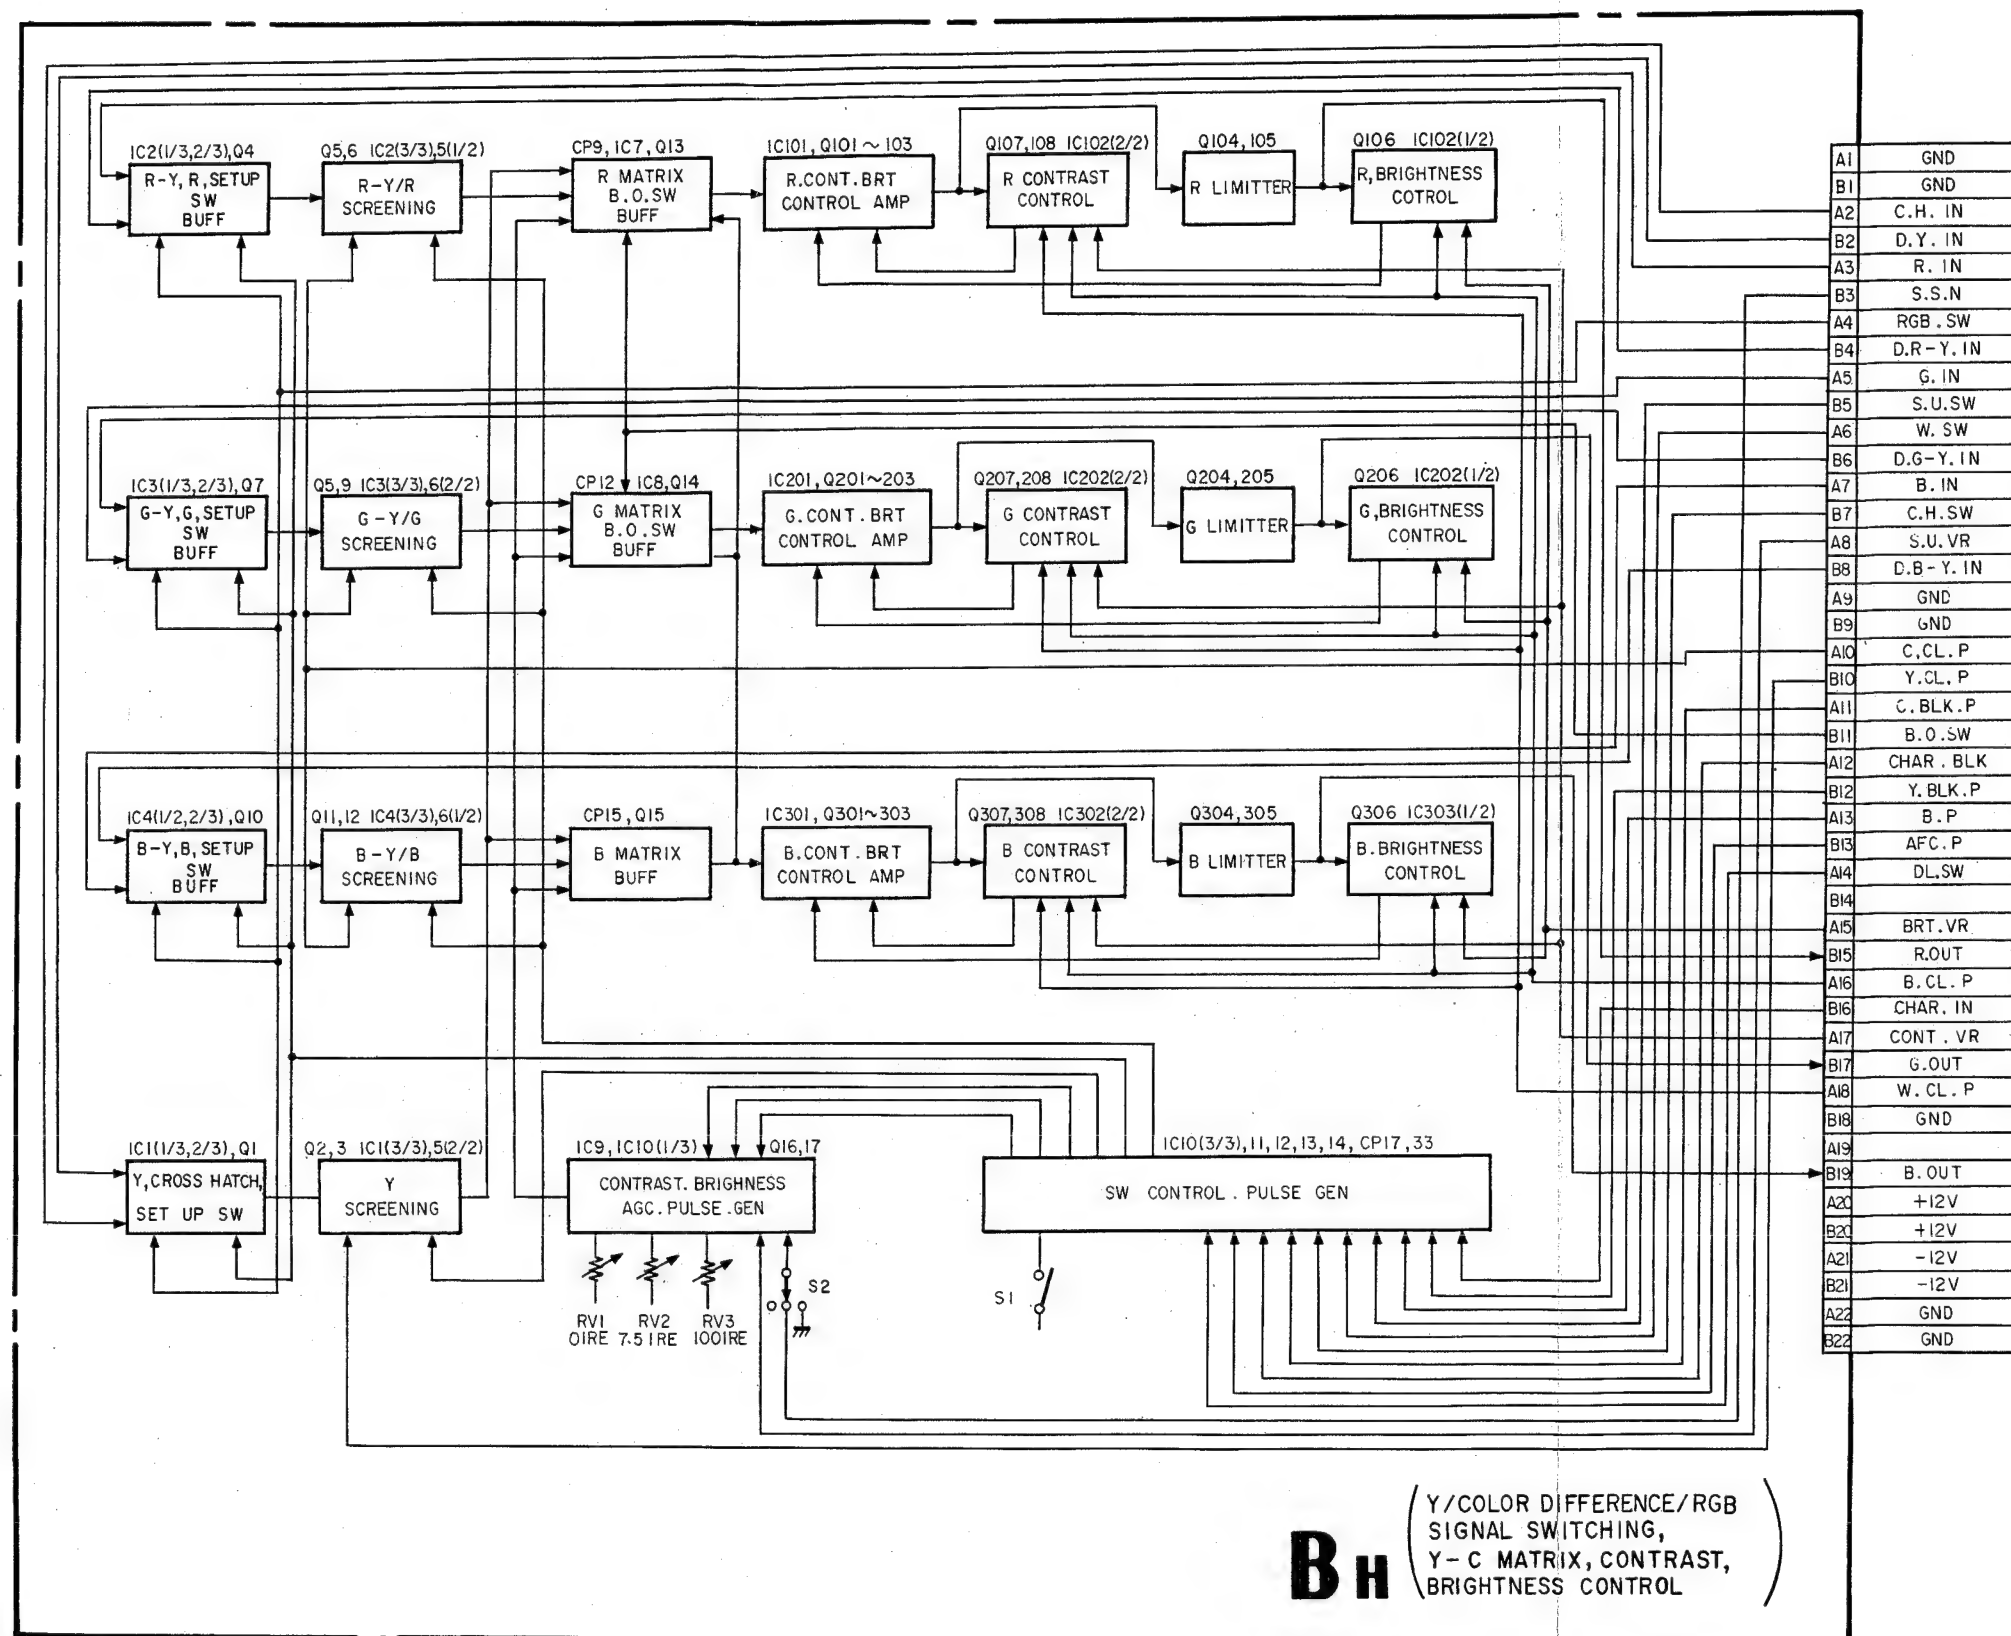 IC2(1/3,2/3),Q4
R-Y, R, SETUP
SW
BUFF
Q5,6 IC2(3/3),5(1/2)
R-Y/R
SCREENING
CP9, IC7, Q13
R MATRIX
B.O.SW
BUFF
IC101, Q101~103
R.CONT.BRT
CONTROL AMP
Q107,108 IC102(2/2)
R CONTRAST
CONTROL
Q104,105
R LIMITTER
Q106 IC102(1/2)
R,BRIGHTNESS
COTROL
IC3(1/3,2/3),Q7
G-Y,G,SETUP
SW
BUFF
Q5,9 IC3(3/3),6(2/2)
G-Y/G
SCREENING
CP12 IC8,Q14
G MATRIX
B.O.SW
BUFF
IC201, Q201~203
G.CONT.BRT
CONTROL AMP
Q207,208 IC202(2/2)
G CONTRAST
CONTROL
Q204,205
G LIMITTER
Q206 IC202(1/2)
G,BRIGHTNESS
CONTROL
IC4(1/2,2/3),Q10
B-Y,B,SETUP
SW
BUFF
Q11,12 IC4(3/3),6(1/2)
B-Y/B
SCREENING
CP15,Q15
B MATRIX
BUFF
IC301, Q301~303
B.CONT.BRT
CONTROL AMP
Q307,308 IC302(2/2)
B CONTRAST
CONTROL
Q304,305
B LIMITTER
Q306 IC303(1/2)
B.BRIGHTNESS
CONTROL
IC1(1/3,2/3),Q1
Y,CROSS HATCH,
SET UP SW
Q2,3 IC1(3/3),5(2/2)
Y
SCREENING
IC9,IC10(1/3) Q16,17
CONTRAST.BRIGHNESS
AGC.PULSE.GEN
IC10(3/3),11,12,13,14, CP17,33
SW CONTROL.PULSE GEN
RV1
0IRE
RV2
7.5IRE
RV3
100IRE
S2
S1
A1 GND
B1 GND
A2 C.H. IN
B2 D.Y. IN
A3 R. IN
B3 S.S.N
A4 RGB.SW
B4 D.R-Y. IN
A5 G. IN
B5 S.U.SW
A6 W. SW
B6 D.G-Y. IN
A7 B. IN
B7 C.H.SW
A8 S.U. VR
B8 D.B-Y. IN
A9 GND
B9 GND
A10 C,CL.P
B10 Y.CL.P
A11 C.BLK.P
B11 B.O.SW
A12 CHAR.BLK
B12 Y.BLK.P
A13 B.P
B13 AFC.P
A14 DL.SW
B14
A15 BRT.VR
B15 R.OUT
A16 B.CL.P
B16 CHAR.IN
A17 CONT.VR
B17 G.OUT
A18 W.CL.P
B18 GND
A19
B19 B.OUT
A20 +12V
B20 +12V
A21 -12V
B21 -12V
A22 GND
B22 GND
BH
Y/COLOR DIFFERENCE/RGB
SIGNAL SWITCHING,
Y-C MATRIX, CONTRAST,
BRIGHTNESS CONTROL